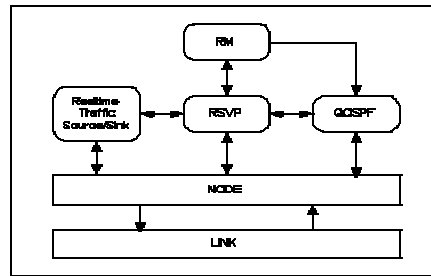 RM
Realtime
Traffic
Source/Sink
RSVP
QOSPF
NODE
LINK